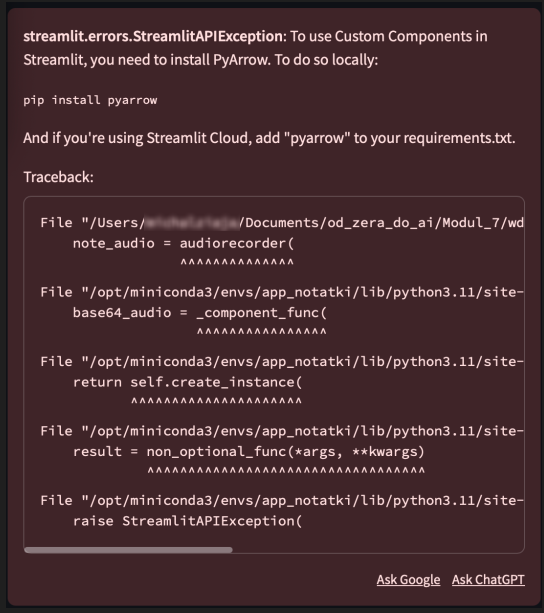 streamlit.errors.StreamlitAPIException: To use Custom Components in
Streamlit, you need to install PyArrow. To do so locally:
pip install pyarrow
And if you're using Streamlit Cloud, add "pyarrow" to your requirements.txt.
Traceback:
File "/Users/ /Documents/od_zera_do_ai/Modul_7/wd
note_audio = audiorecorder(
^^^^^^^^^^^^^^
File "/opt/miniconda3/envs/app_notatki/lib/python3.11/site-
base64_audio = _component_func(
^^^^^^^^^^^^^^^^
File "/opt/miniconda3/envs/app_notatki/lib/python3.11/site-
return self.create_instance(
^^^^^^^^^^^^^^^^^^^^^
File "/opt/miniconda3/envs/app_notatki/lib/python3.11/site-
result = non_optional_func(*args, **kwargs)
^^^^^^^^^^^^^^^^^^^^^^^^^^^^^^^^^^
File "/opt/miniconda3/envs/app_notatki/lib/python3.11/site-
raise StreamlitAPIException(
Ask Google Ask ChatGPT